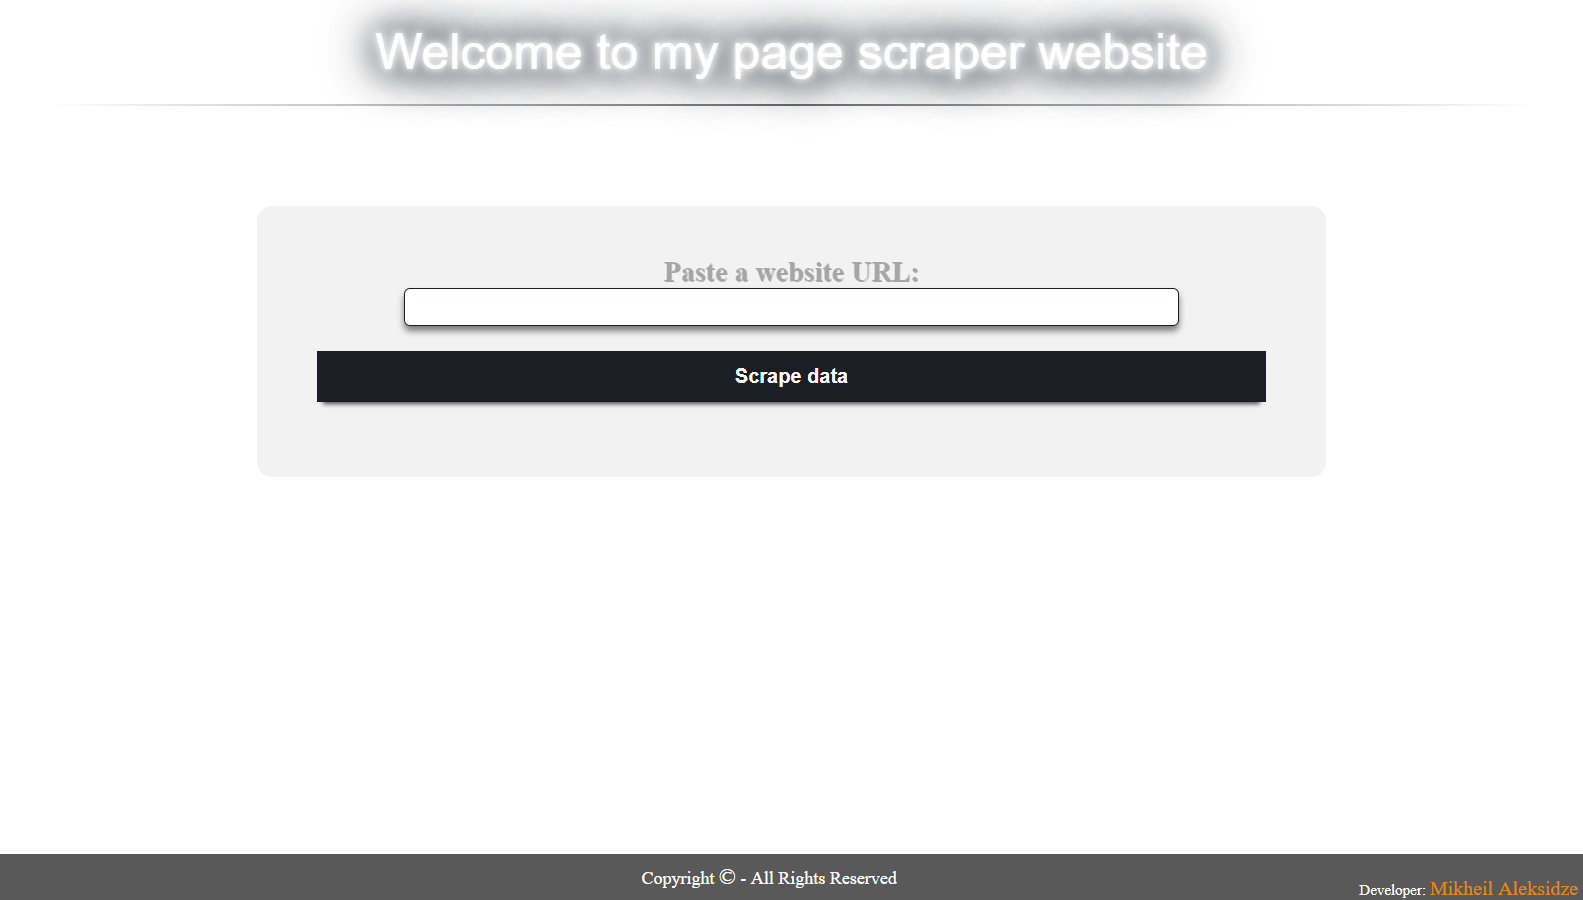 Welcome to my page scraper website
Paste a website URL:
Scrape data
Copyright © - All Rights Reserved
Developer: Mikheil Aleksidze